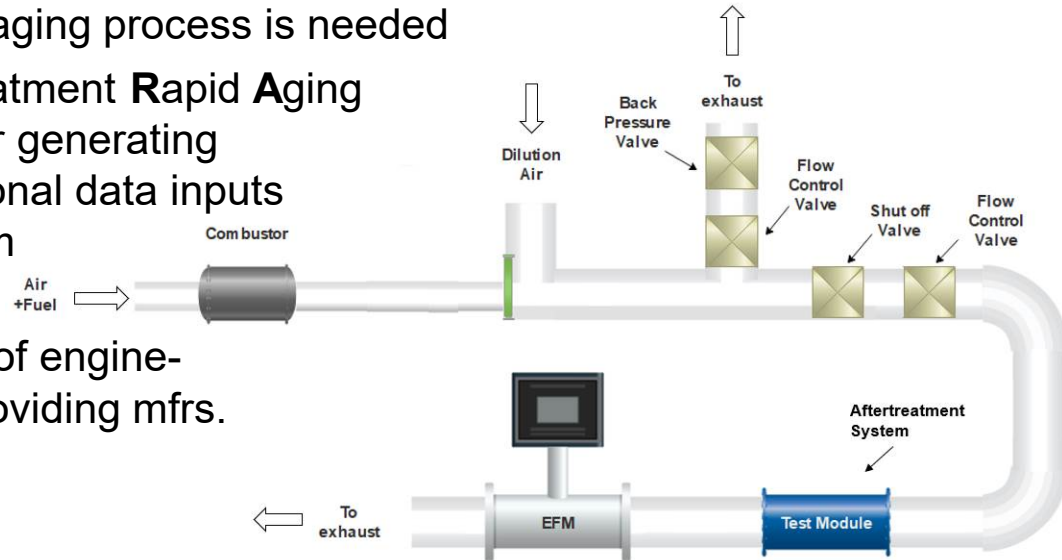 aging process is needed
atment Rapid Aging
r generating
onal data inputs
n
of engine-
oviding mfrs.
To
exhaust
Back
Pressure
Valve
Dilution
Air
Flow
Control
Valve
Shut off
Valve
Flow
Control
Valve
Combustor
Air
+Fuel
Aftertreatment
System
To
exhaust
EFM
Test Module